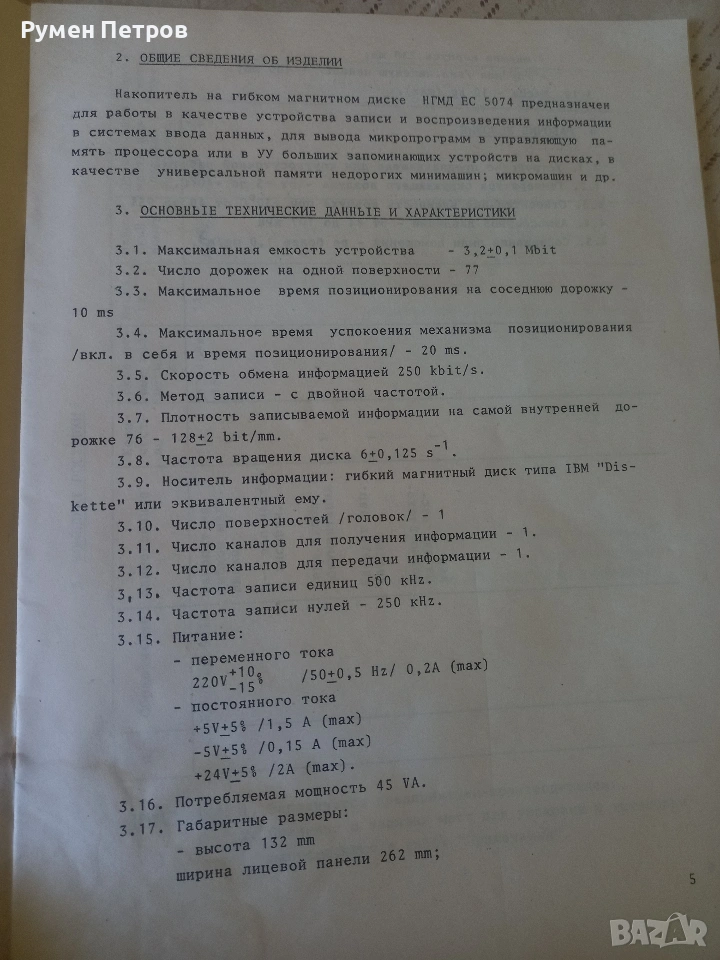 Румен Петров
2. ОБЩИЕ СВЕДЕНИЯ ОБ ИЗДЕЛИИ
Накопитель на гибком магнитном диске НГМД ЕС 5074 предназначен
для работы в качестве устройства записи и воспроизведения информации
в системах ввода данных, для вывода микропрограмм в управляющую па-
мять процессора или в УУ больших запоминающих устройств на дисках, в
качестве универсальной памяти недорогих минимашин; микромашин и др.
3. ОСНОВНЫЕ ТЕХНИЧЕСКИЕ ДАННЫЕ И ХАРАКТЕРИСТИКИ
3.1. Максимальная емкость устройства - 3,2±0,1 Mbit
3.2. Число дорожек на одной поверхности - 77
3.3. Максимальное время позиционирования на соседнюю дорожку -
10 ms
3.4. Максимальное время успокоения механизма позиционирования
/вкл. в себя и время позиционирования/ - 20 ms.
3.5. Скорость обмена информацией 250 kbit/s.
3.6. Метод записи - с двойной частотой.
3.7. Плотность записываемой информации на самой внутренней до-
рожке 76 - 128±2 bit/mm.
3.8. Частота вращения диска 6±0,125 s⁻¹.
3.9. Носитель информации: гибкий магнитный диск типа IBM "Dis-
kette" или эквивалентный ему.
3.10. Число поверхностей /головок/ - 1
3.11. Число каналов для получения информации - 1.
3.12. Число каналов для передачи информации - 1.
3,13. Частота записи единиц 500 кHz.
3.14. Частота записи нулей - 250 кHz.
3.15. Питание:
- переменного тока
220V +10 -15 % /50±0,5 Hz/ 0,2A (max)
- постоянного тока
+5V±5% /1,5 A (max)
-5V±5% /0,15 A (max)
+24V±5% /2A (max).
3.16. Потребляемая мощность 45 VA.
3.17. Габаритные размеры:
- высота 132 mm
ширина лицевой панели 262 mm;
5
BAZAR